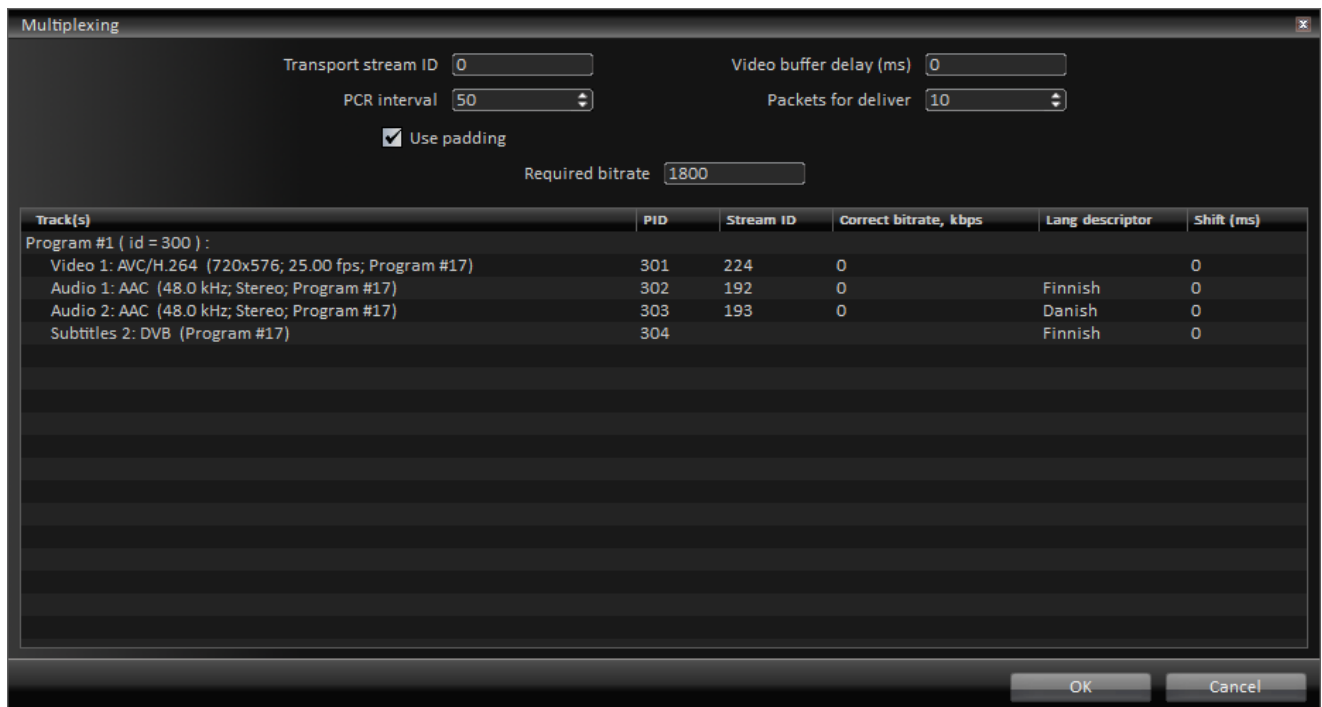 Multiplexing
Transport stream ID 0 Video buffer delay (ms) 0
PCR interval 50 Packets for deliver 10
Use padding
Required bitrate 1800
Track(s) PID Stream ID Correct bitrate, kbps Lang descriptor Shift (ms)
Program #1 ( id = 300 ) :
Video 1: AVC/H.264 (720x576; 25.00 fps; Program #17) 301 224 0 0
Audio 1: AAC (48.0 kHz; Stereo; Program #17) 302 192 0 Finnish 0
Audio 2: AAC (48.0 kHz; Stereo; Program #17) 303 193 0 Danish 0
Subtitles 2: DVB (Program #17) 304 Finnish 0
OK Cancel